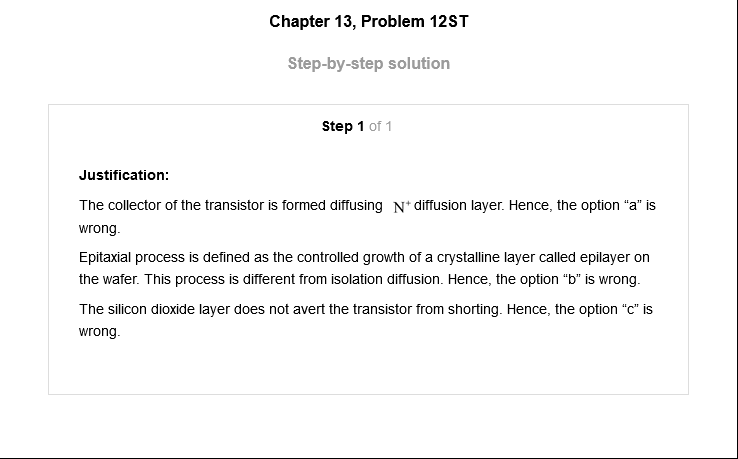 Chapter 13, Problem 12ST
Step-by-step solution
Step 1 of 1
Justification:
The collector of the transistor is formed diffusing N⁺ diffusion layer. Hence, the option “a” is
wrong.
Epitaxial process is defined as the controlled growth of a crystalline layer called epilayer on
the wafer. This process is different from isolation diffusion. Hence, the option “b” is wrong.
The silicon dioxide layer does not avert the transistor from shorting. Hence, the option “c” is
wrong.